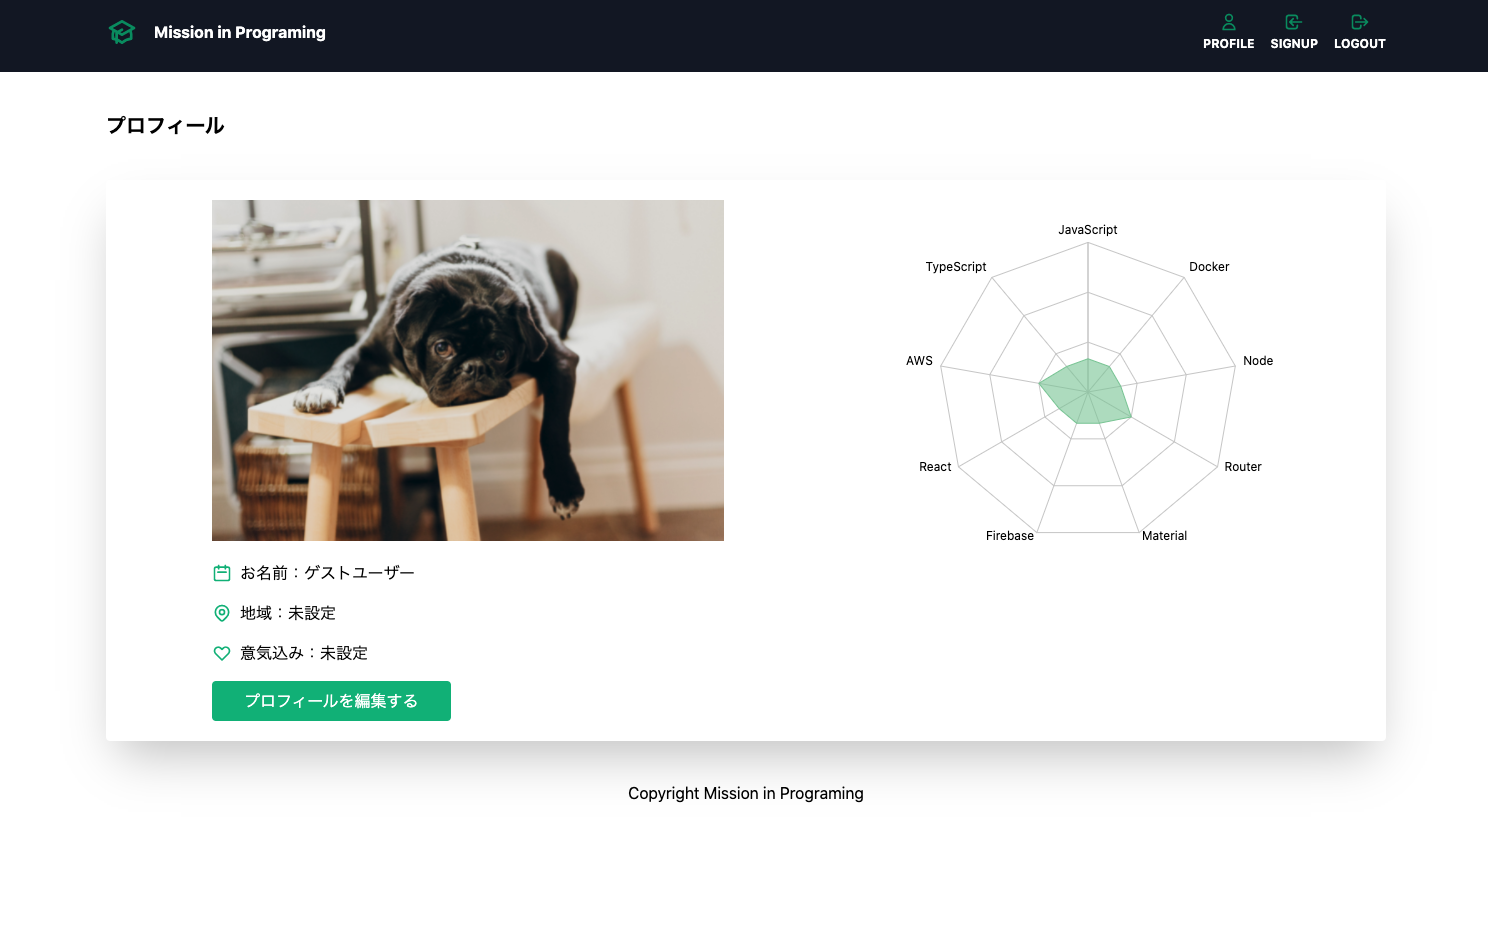 Mission in Programing
PROFILE
SIGNUP
LOGOUT
プロフィール
JavaScript
TypeScript
Docker
AWS
Node
React
Router
Firebase
Material
お名前：ゲストユーザー
地域：未設定
意気込み：未設定
プロフィールを編集する
Copyright Mission in Programing